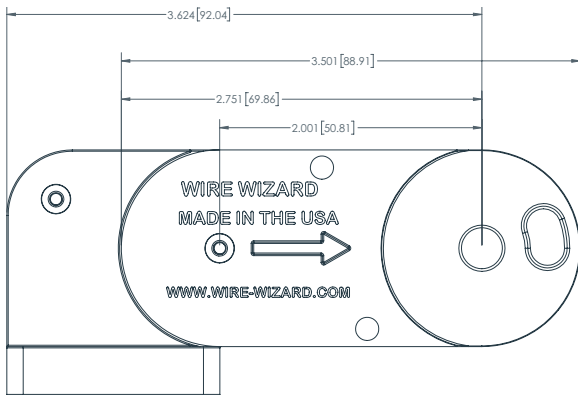 3.624[92.04]
3.501[88.91]
2.751[69.86]
2.001[50.81]
WIRE WIZARD
MADE IN THE USA
WWW.WIRE-WIZARD.COM